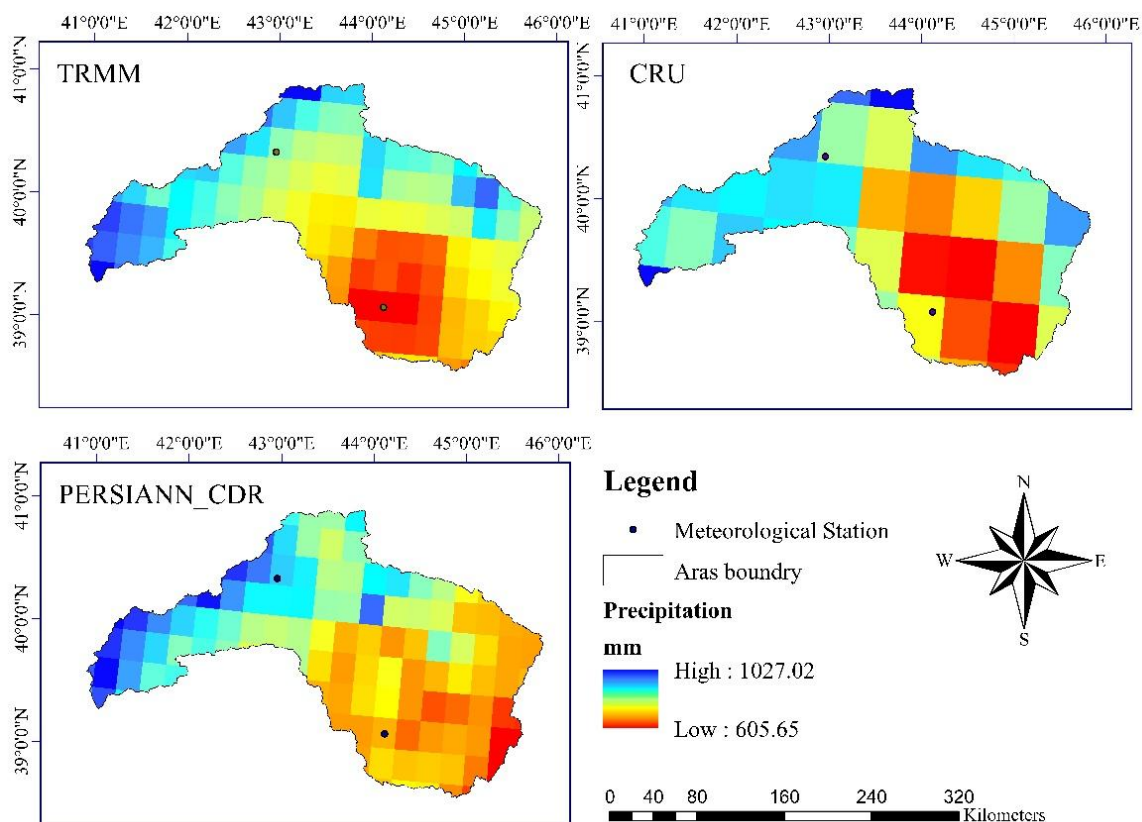 41°0'0"E 42°0'0"E 43°0'0"E 44°0'0"E 45°0'0"E 46°0'0"E
41°0'0"N
40°0'0"N
39°0'0"N
TRMM
41°0'0"E 42°0'0"E 43°0'0"E 44°0'0"E 45°0'0"E 46°0'0"E
41°0'0"N
40°0'0"N
39°0'0"N
CRU
41°0'0"E 42°0'0"E 43°0'0"E 44°0'0"E 45°0'0"E 46°0'0"E
41°0'0"N
40°0'0"N
39°0'0"N
PERSIANN_CDR
Legend
Meteorological Station
Aras boundry
Precipitation
mm
High : 1027.02
Low : 605.65
N
W E
S
0 40 80 160 240 320
Kilometers